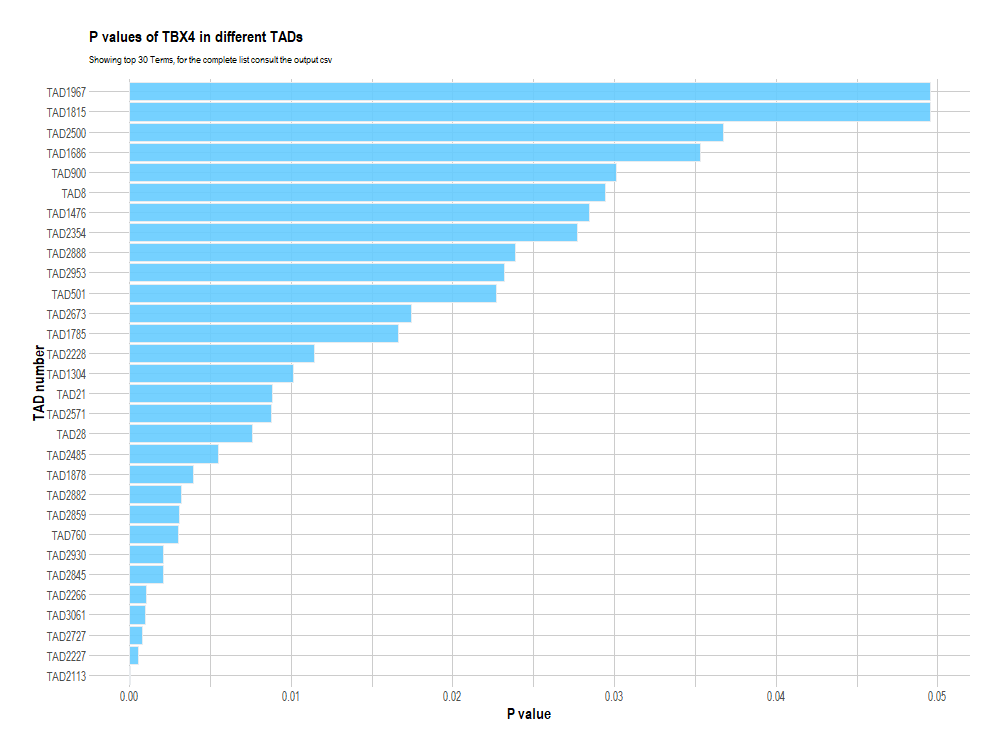 P values of TBX4 in different TADs
Showing top 30 Terms, for the complete list consult the output csv
TAD1967
TAD1815
TAD2500
TAD1686
TAD900
TAD8
TAD1476
TAD2354
TAD2888
TAD2953
TAD501
TAD2673
TAD1785
TAD2228
TAD1304
TAD21
TAD2571
TAD28
TAD2485
TAD1878
TAD2882
TAD2859
TAD760
TAD2930
TAD2845
TAD2266
TAD3061
TAD2727
TAD2227
TAD2113
TAD number
0.00 0.01 0.02 0.03 0.04 0.05
P value